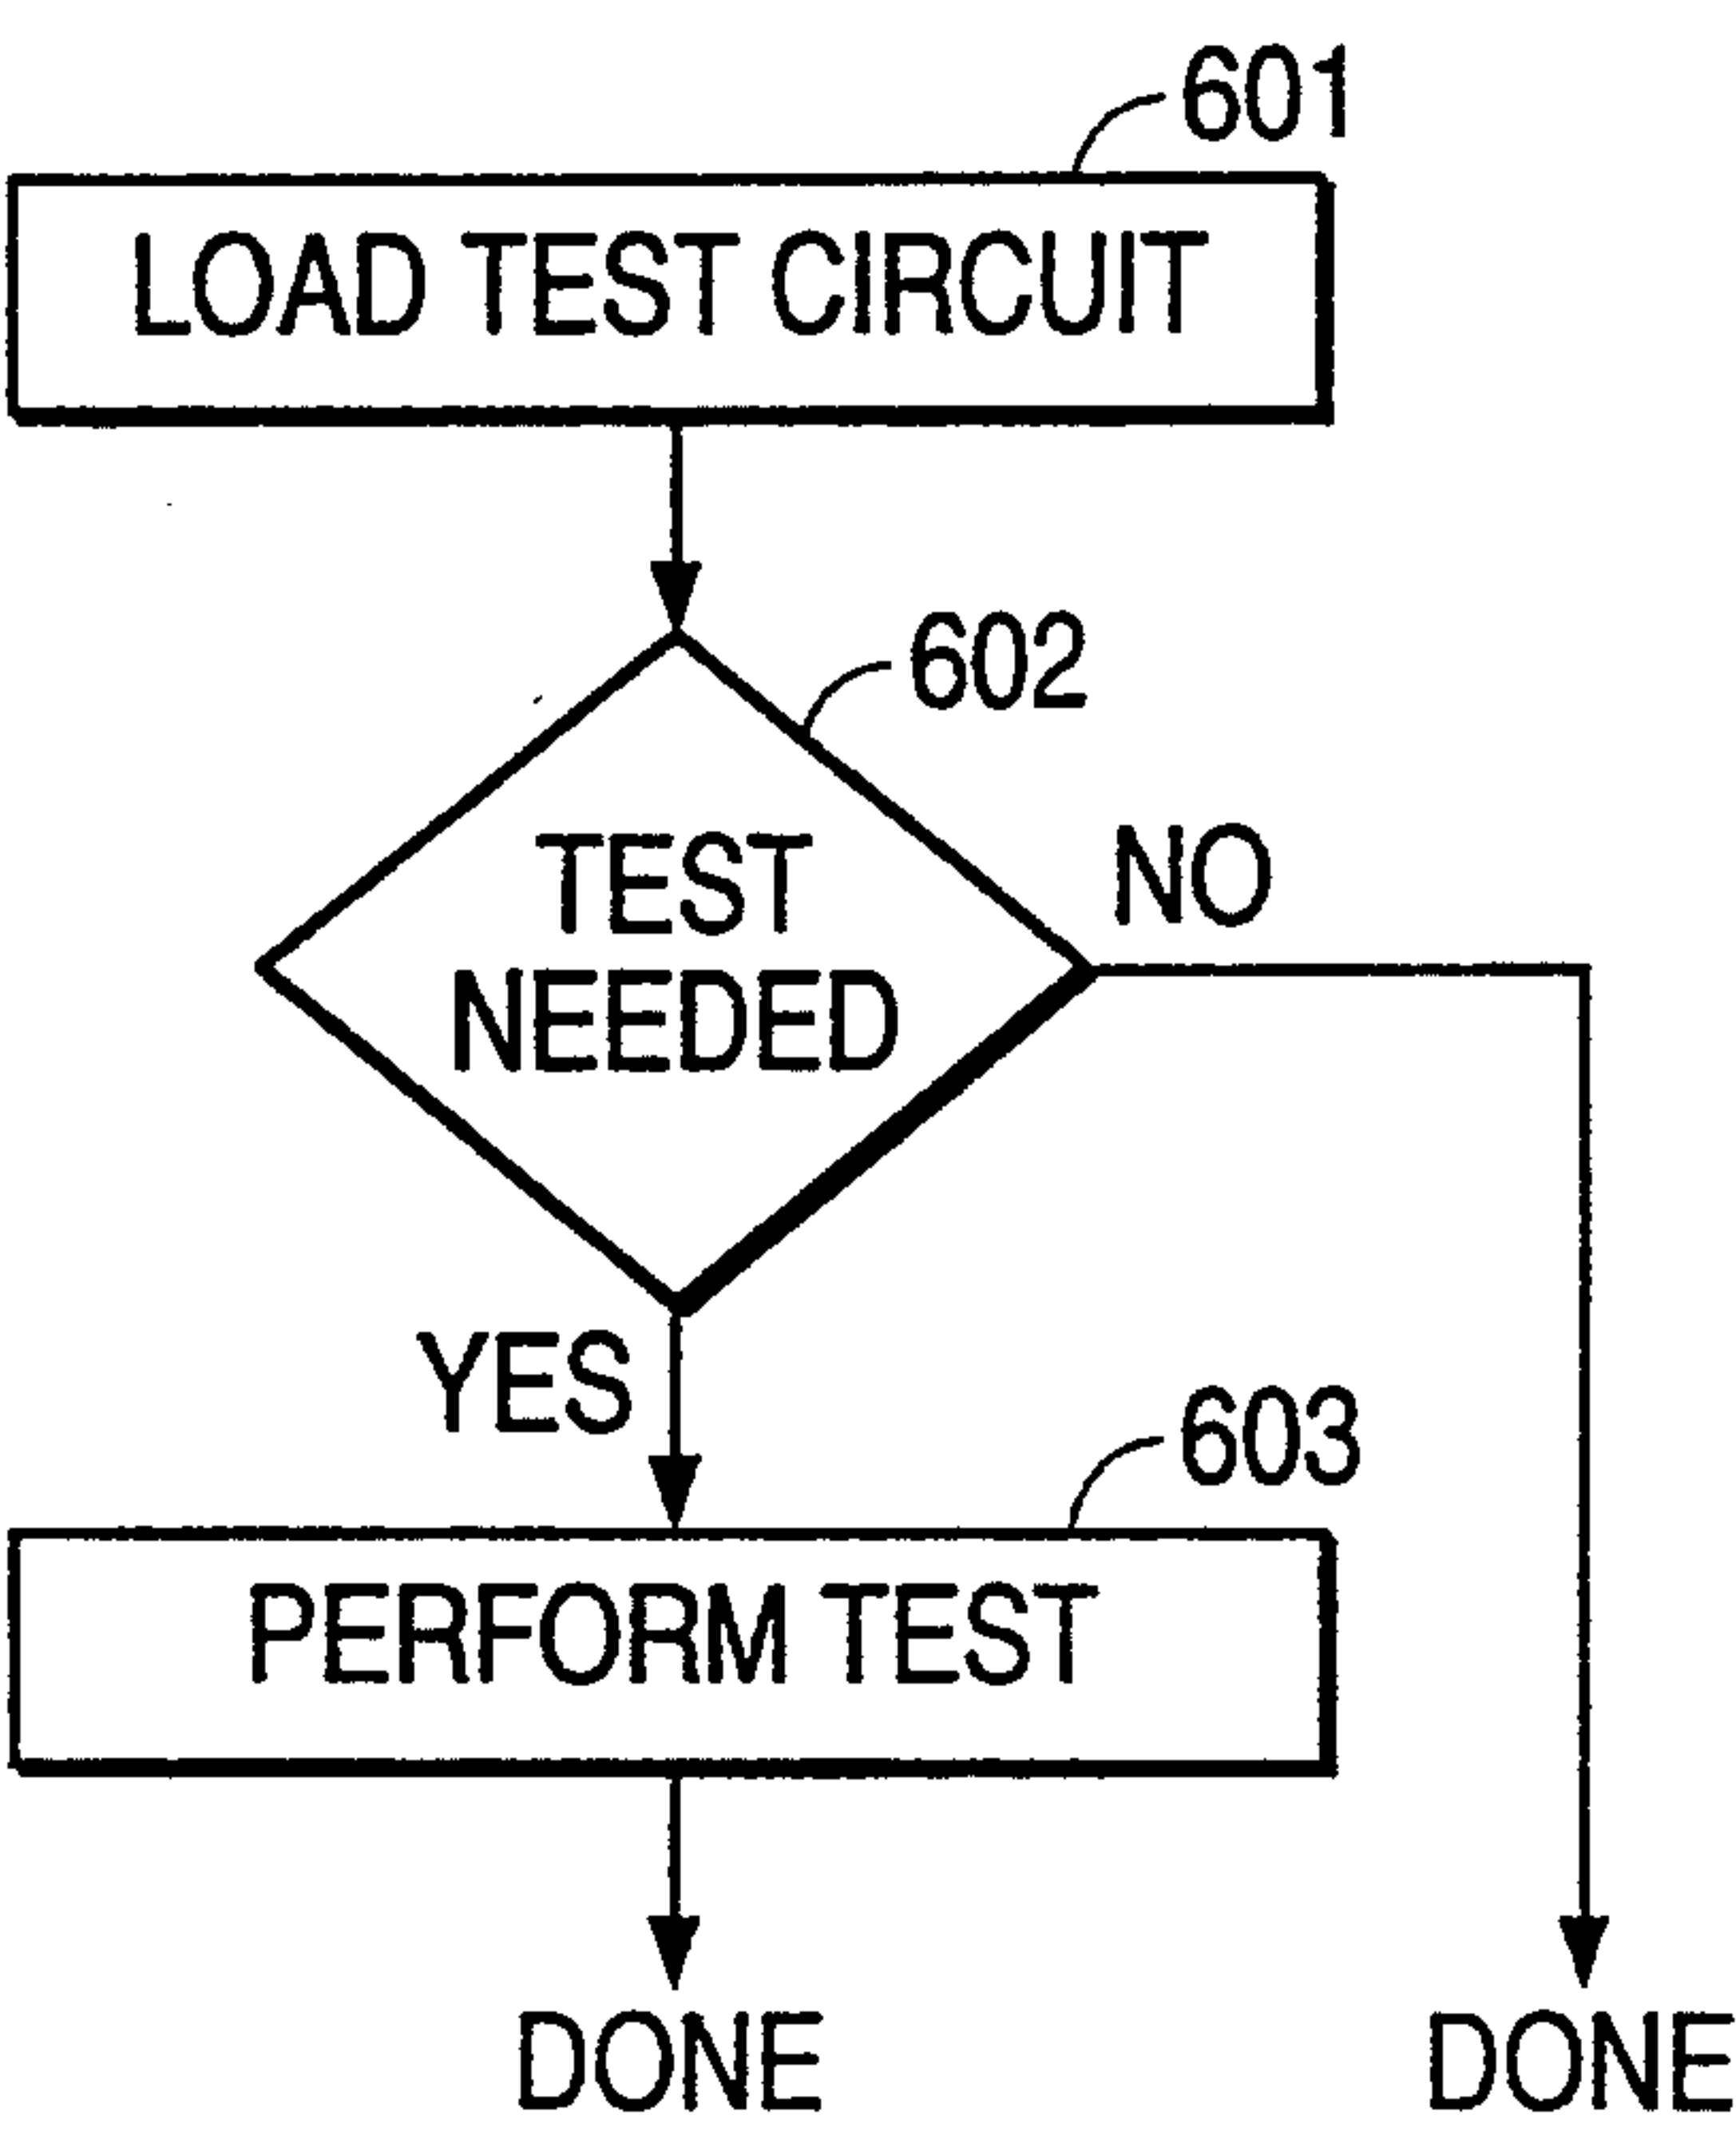 601
LOAD TEST CIRCUIT
602
TEST
NEEDED
NO
YES
603
PERFORM TEST
DONE
DONE